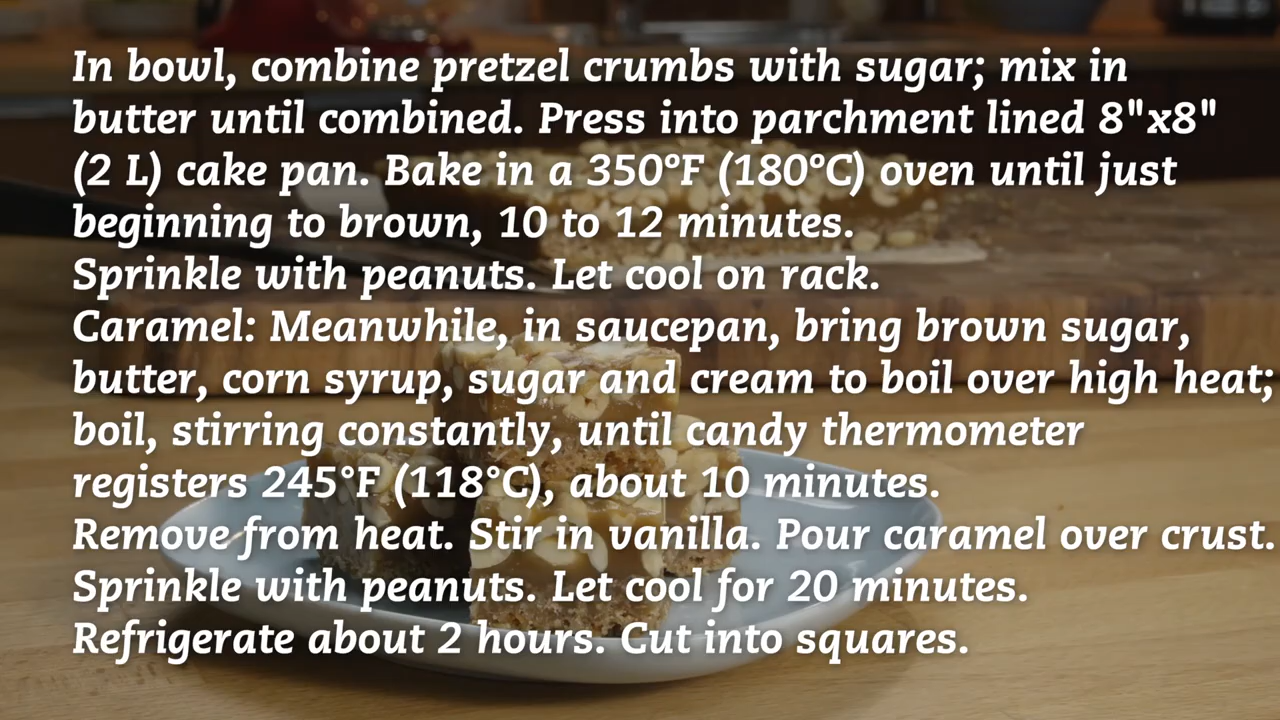 In bowl, combine pretzel crumbs with sugar; mix in
butter until combined. Press into parchment lined 8"x8"
(2 L) cake pan. Bake in a 350°F (180°C) oven until just
beginning to brown, 10 to 12 minutes.
Sprinkle with peanuts. Let cool on rack.
Caramel: Meanwhile, in saucepan, bring brown sugar,
butter, corn syrup, sugar and cream to boil over high heat;
boil, stirring constantly, until candy thermometer
registers 245°F (118°C), about 10 minutes.
Remove from heat. Stir in vanilla. Pour caramel over crust.
Sprinkle with peanuts. Let cool for 20 minutes.
Refrigerate about 2 hours. Cut into squares.